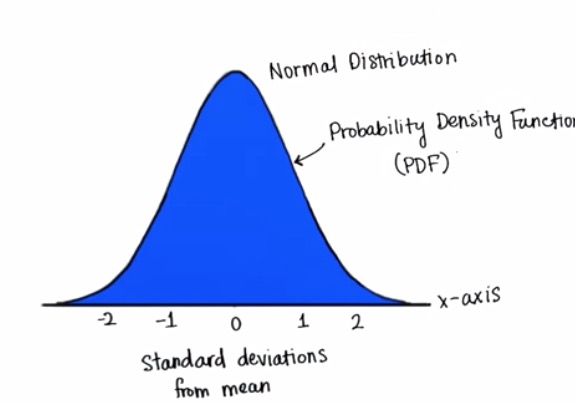 Normal Distribution
Probability Density Function
(PDF)
x-axis
-2 -1 0 1 2
Standard deviations
from mean